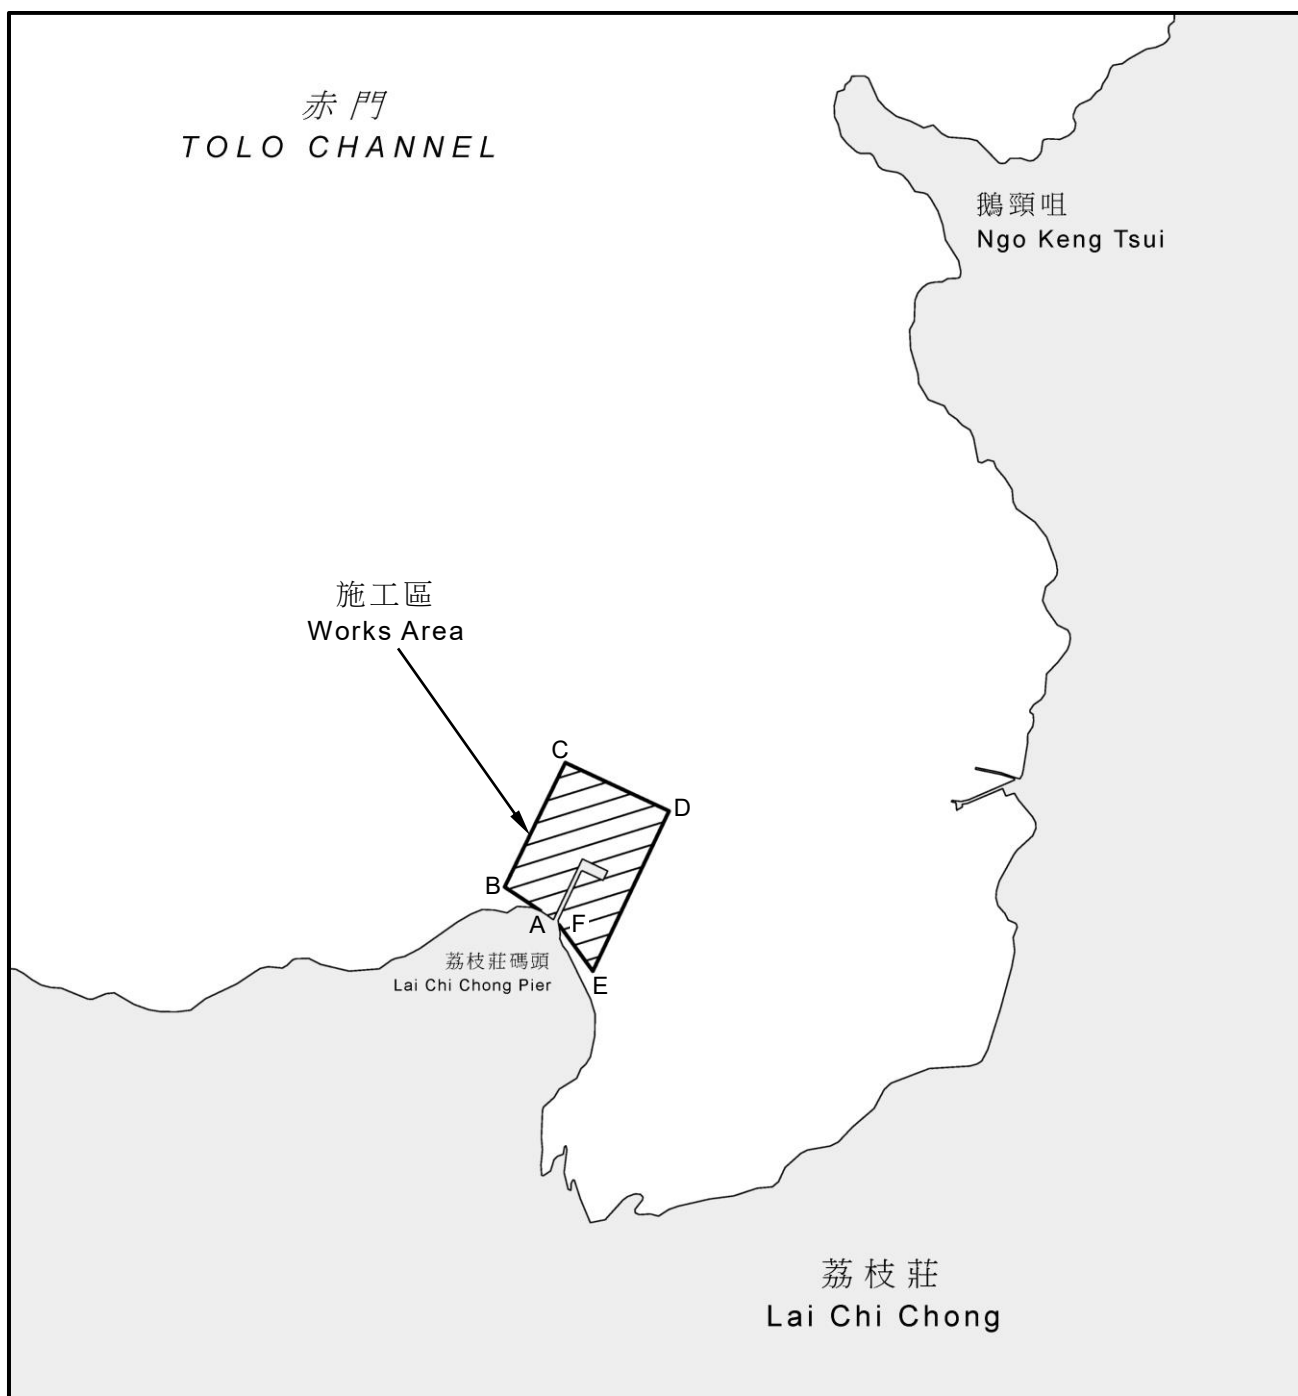 赤門
TOLO CHANNEL
鵝頸咀
Ngo Keng Tsui
施工區
Works Area
C
D
B
A
F
E
荔枝莊碼頭
Lai Chi Chong Pier
荔枝莊
Lai Chi Chong